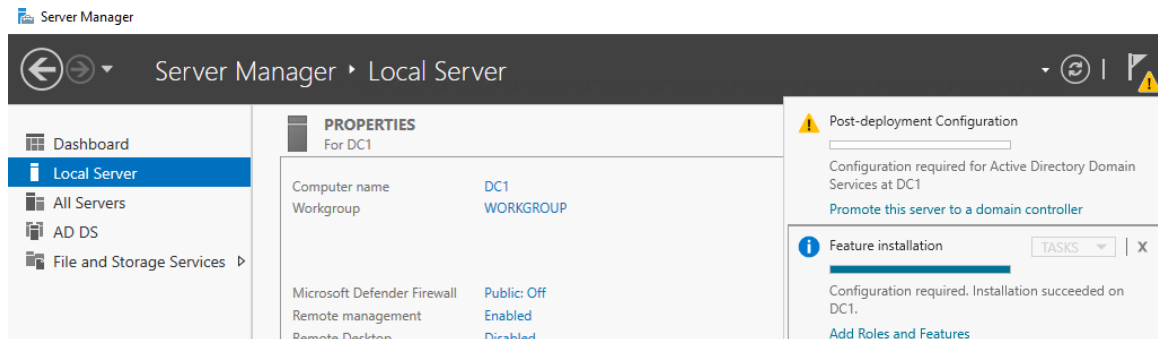 Server Manager
Server Manager • Local Server
Dashboard
Local Server
All Servers
AD DS
File and Storage Services
PROPERTIES
For DC1
Computer name DC1
Workgroup WORKGROUP
Microsoft Defender Firewall Public: Off
Remote management Enabled
Remote Desktop Disabled
Post-deployment Configuration
Configuration required for Active Directory Domain
Services at DC1
Promote this server to a domain controller
Feature installation TASKS X
Configuration required. Installation succeeded on
DC1.
Add Roles and Features